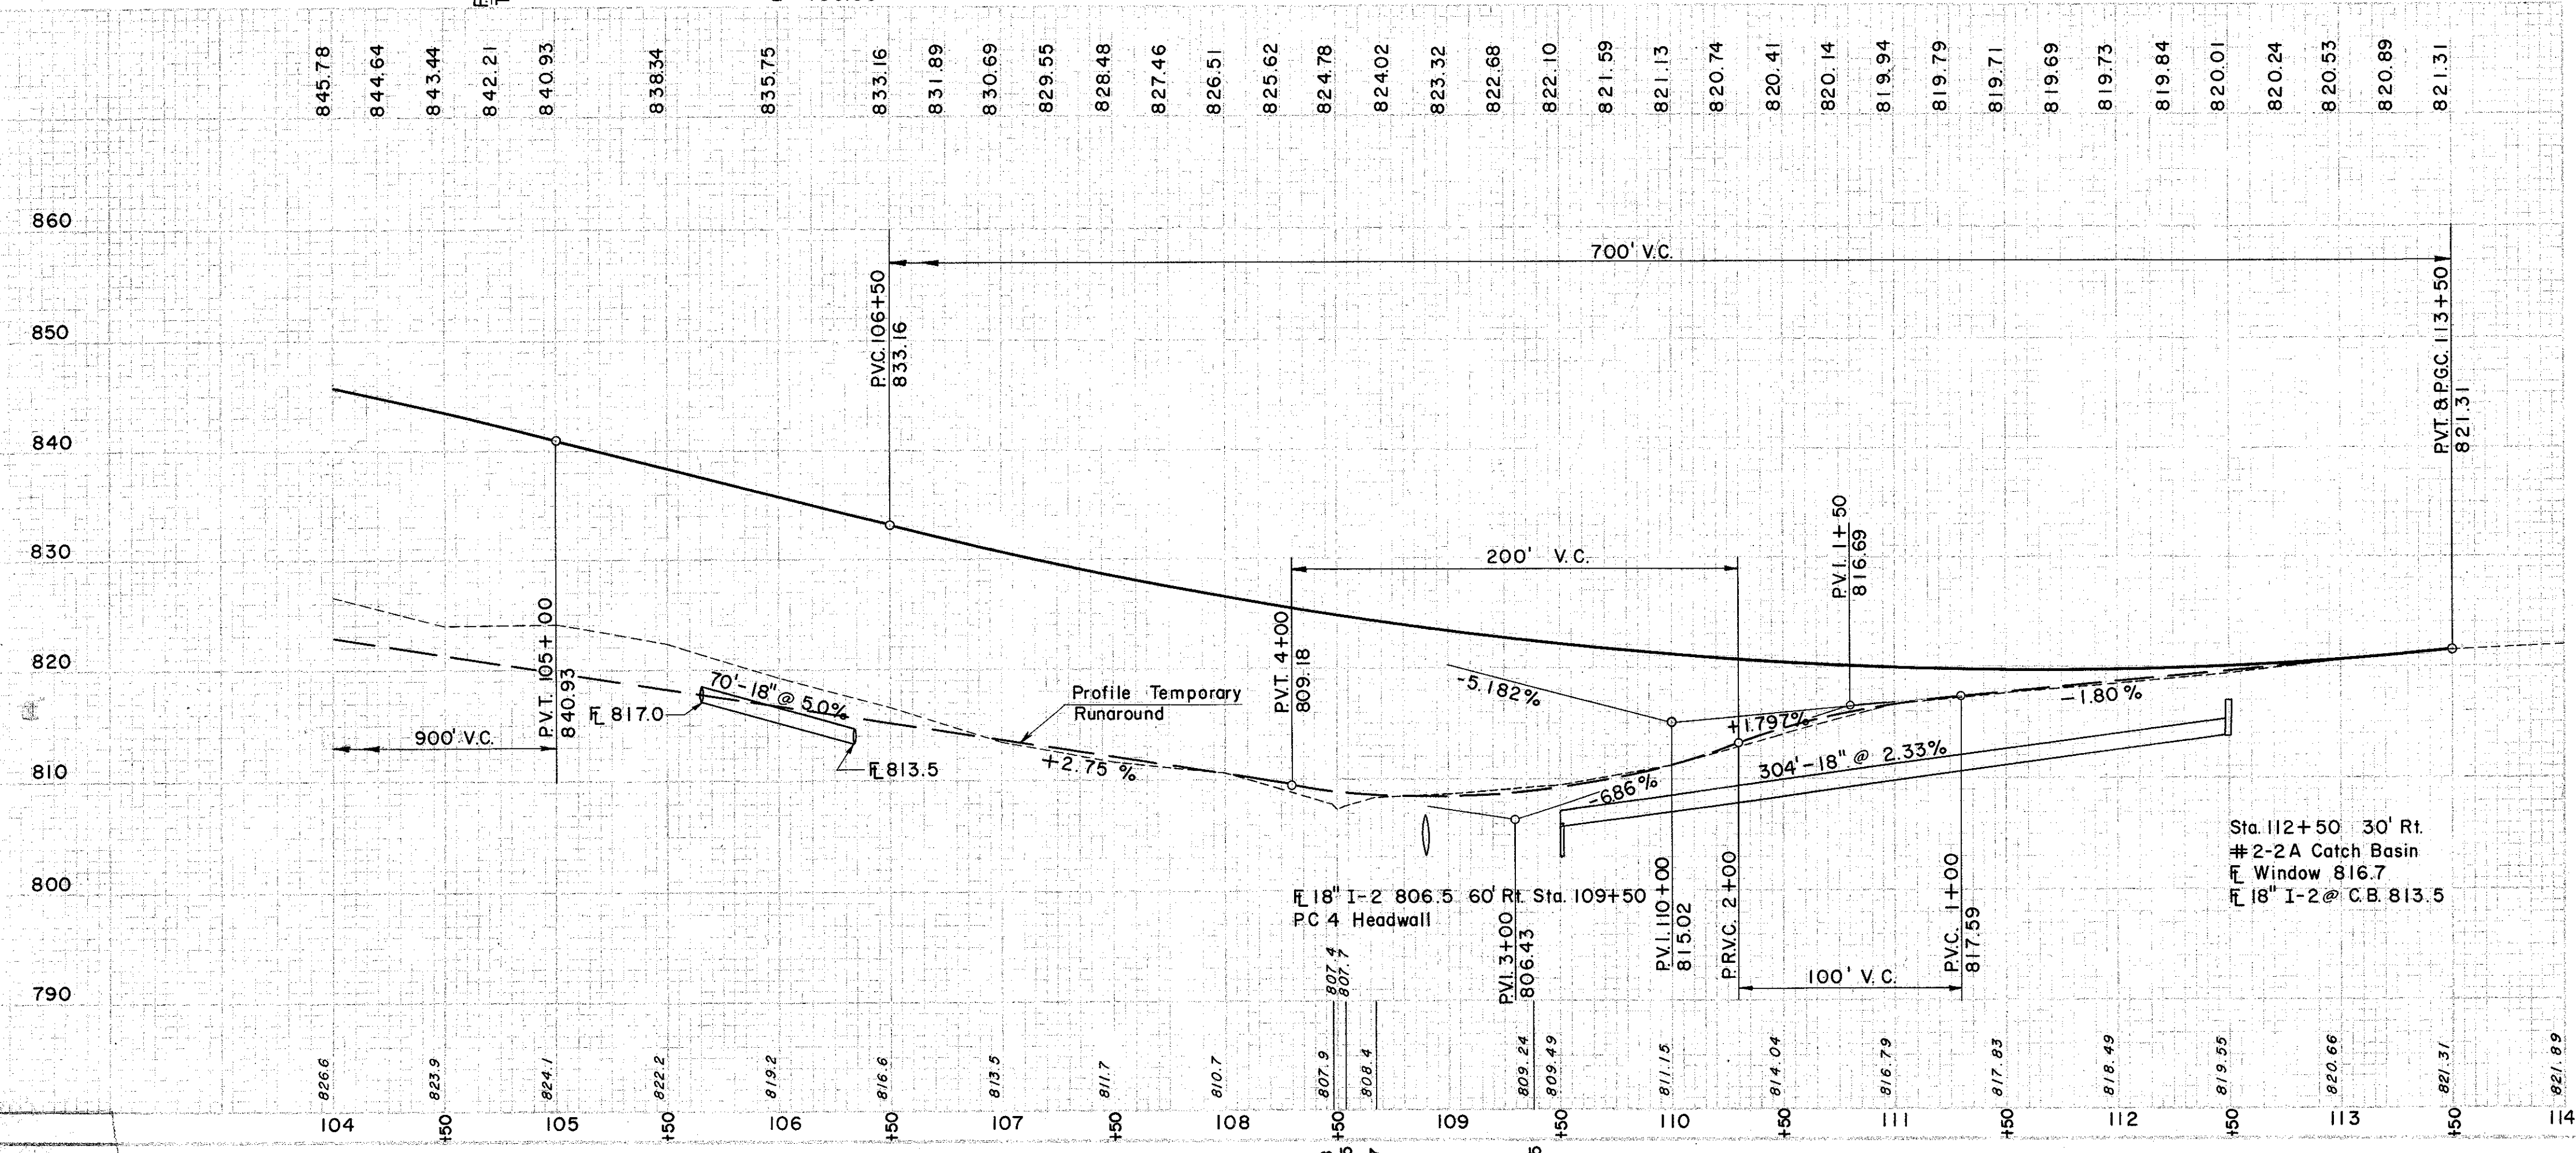 845.78 844.64 843.44 842.21 840.93 838.34 835.75 833.16 831.89 830.69 829.55 828.48 827.46 826.51 825.62 824.78 824.02 823.32 822.68 822.10 821.59 821.13 820.74 820.41 820.14 819.94 819.79 819.71 819.69 819.73 819.84 820.01 820.24 820.53 820.89 821.31
860
850
840
830
820
810
800
790
700' V.C.
P.V.C. 106+50
833.16
P.V.T. & P.G.C. 113+50
821.31
P.V.T. 105+00
840.93
900' V.C.
70'-18" @ 5.0%
FL 817.0
FL 813.5
Profile Temporary
Runaround
+2.75 %
200' V.C.
P.V.T. 4+00
809.18
-5.182%
P.V.I. 1+50
816.69
+1.797%
-6.86%
304'-18" @ 2.33%
-1.80 %
FL 18" I-2 806.5 60' Rt. Sta. 109+50
P.C 4 Headwall
P.V.I. 3+00
806.43
P.V.I. 110+00
815.02
P.R.V.C. 2+00
P.V.C. 1+00
817.59
100' V.C.
Sta. 112+50 30' Rt.
#2-2A Catch Basin
FL Window 816.7
FL 18" I-2 @ C.B. 813.5
807.4
807.7
826.6 823.9 824.1 822.2 819.2 816.6 813.5 811.7 810.7 807.9 808.4 809.24 809.49 811.15 814.04 816.79 817.83 818.49 819.55 820.66 821.31 821.89
104 +50 105 +50 106 +50 107 +50 108 +50 109 +50 110 +50 111 +50 112 +50 113 +50 114